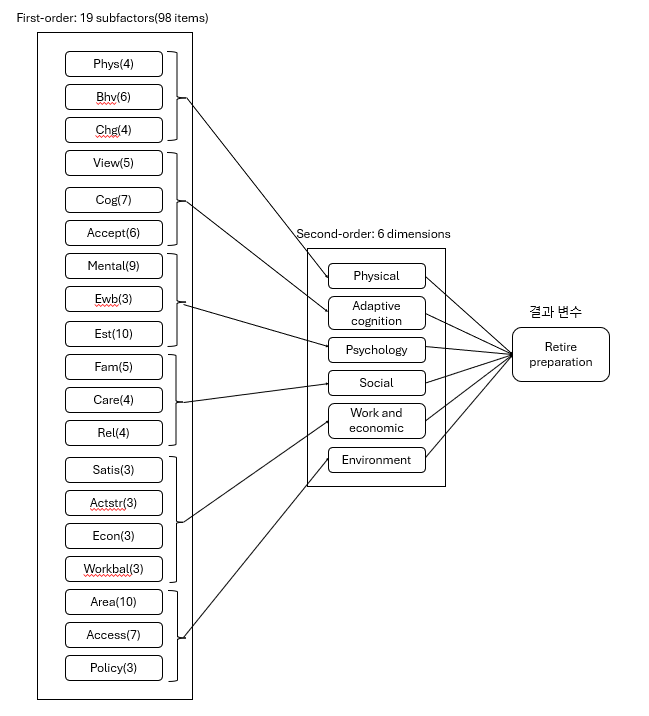 First-order: 19 subfactors(98 items)
Phys(4)
Bhv(6)
Chg(4)
View(5)
Cog(7)
Accept(6)
Mental(9)
Ewb(3)
Est(10)
Fam(5)
Care(4)
Rel(4)
Satis(3)
Actstr(3)
Econ(3)
Workbal(3)
Area(10)
Access(7)
Policy(3)
Second-order: 6 dimensions
Physical
Adaptive
cognition
Psychology
Social
Work and
economic
Environment
결과 변수
Retire
preparation